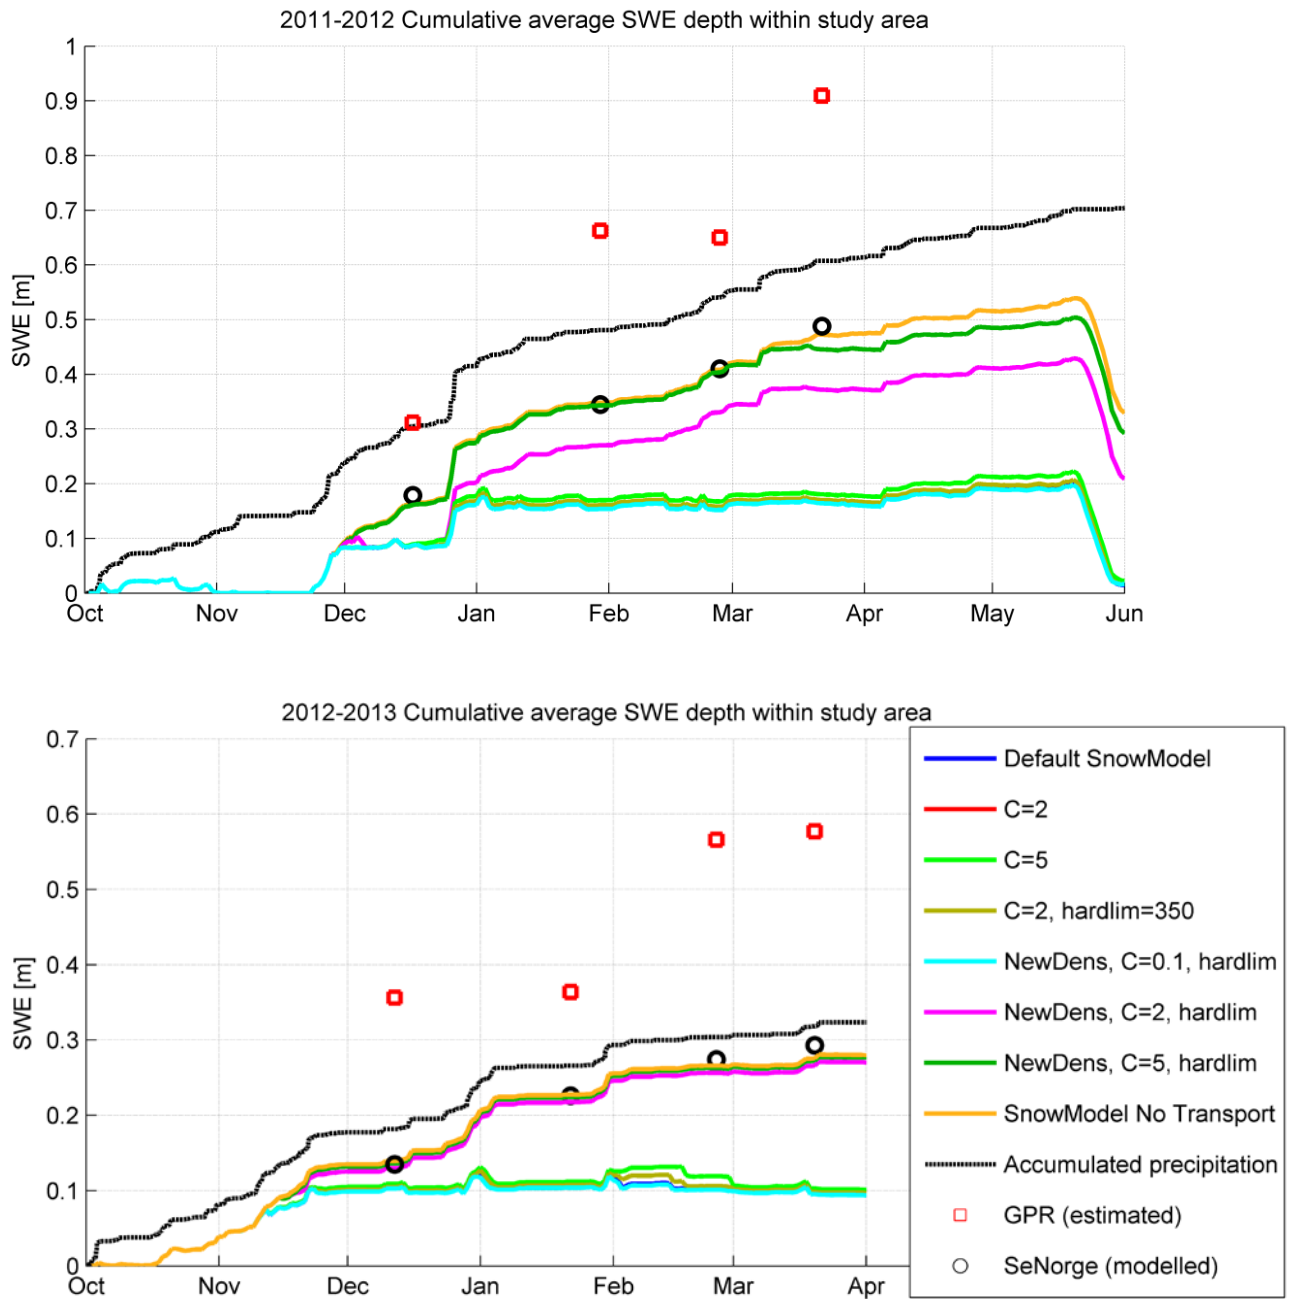 2011-2012 Cumulative average SWE depth within study area
1
0.9
0.8
0.7
0.6
0.5
0.4
0.3
0.2
0.1
0
SWE [m]
Oct Nov Dec Jan Feb Mar Apr May Jun
2012-2013 Cumulative average SWE depth within study area
0.7
0.6
0.5
0.4
0.3
0.2
0.1
0
SWE [m]
Oct Nov Dec Jan Feb Mar Apr
Default SnowModel
C=2
C=5
C=2, hardlim=350
NewDens, C=0.1, hardlim
NewDens, C=2, hardlim
NewDens, C=5, hardlim
SnowModel No Transport
Accumulated precipitation
GPR (estimated)
SeNorge (modelled)